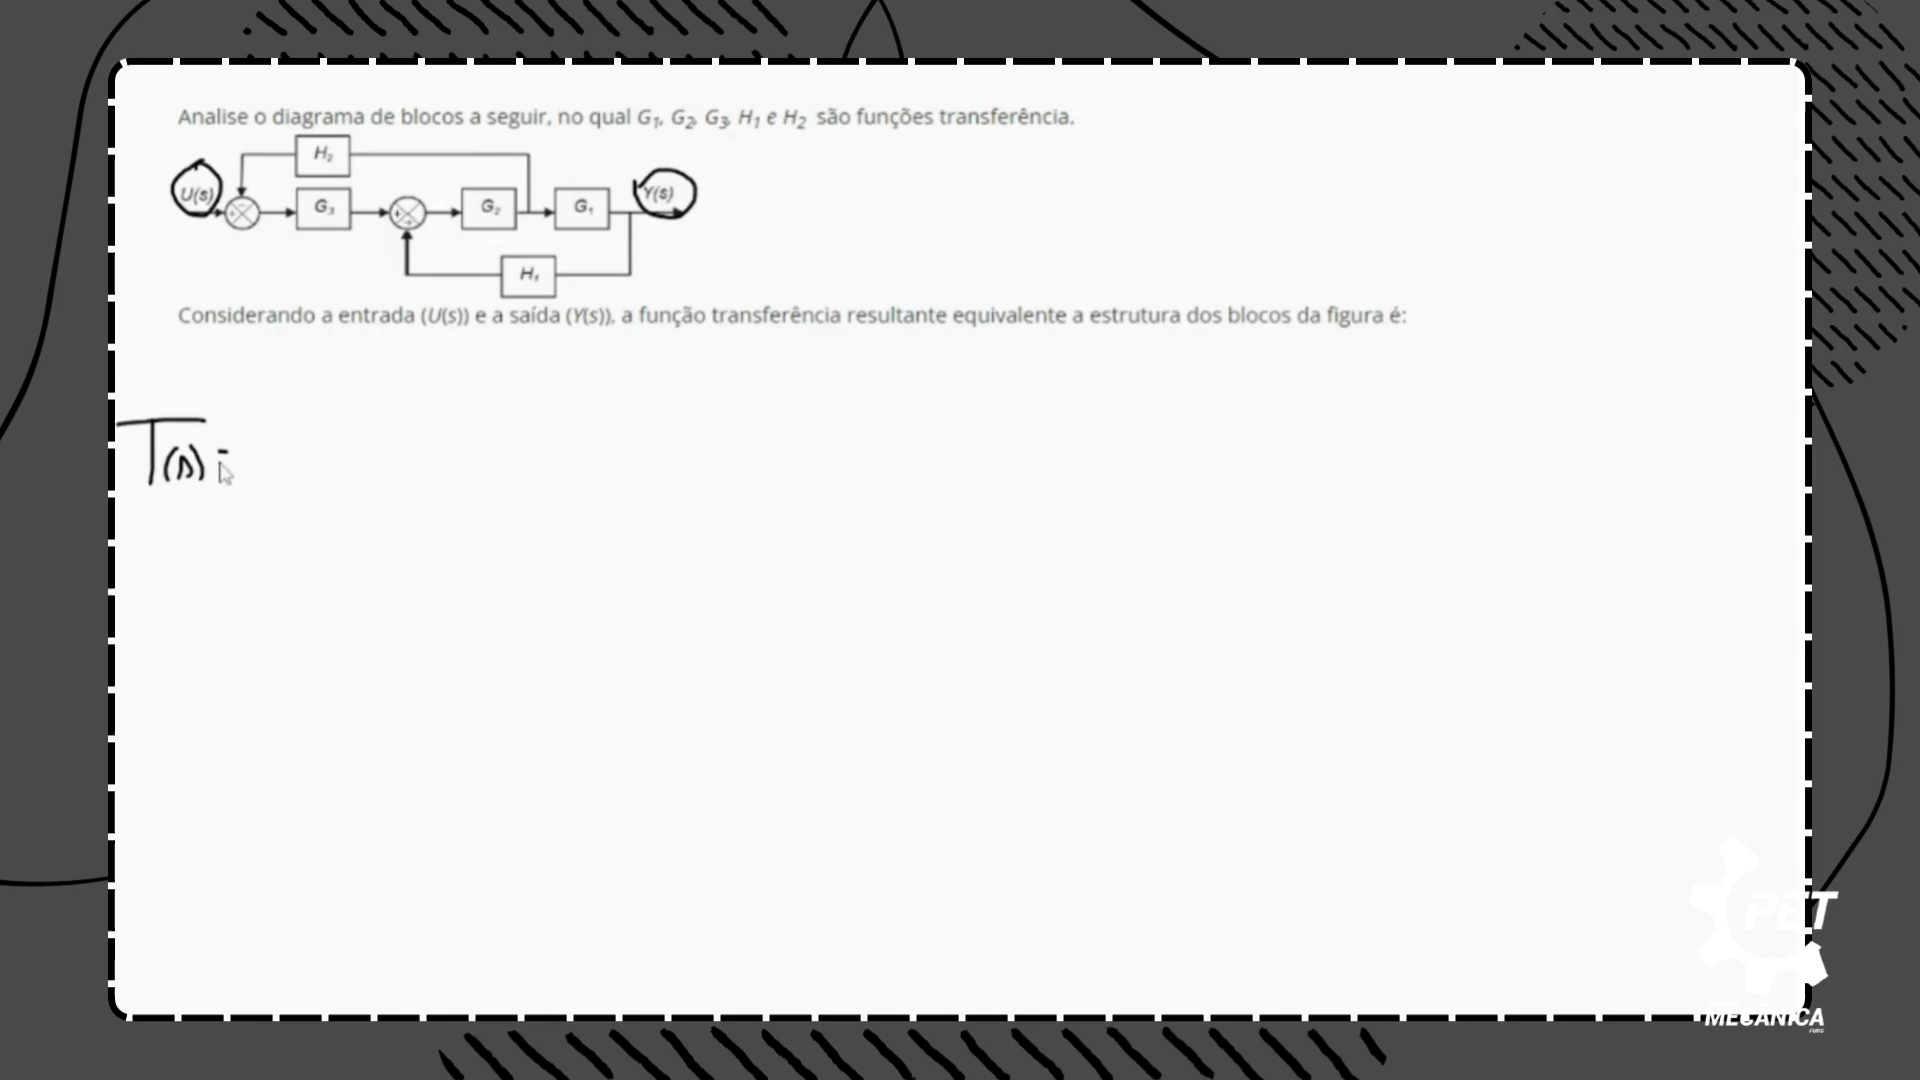 Analise o diagrama de blocos a seguir, no qual G₁, G₂, G₃, H₁ e H₂ são funções transferência.
H₂
U(s)
Y(s)
G₃
G₂
G₁
H₁
Considerando a entrada (U(s)) e a saída (Y(s)), a função transferência resultante equivalente a estrutura dos blocos da figura é:
T(s) =
PET
MECÂNICA